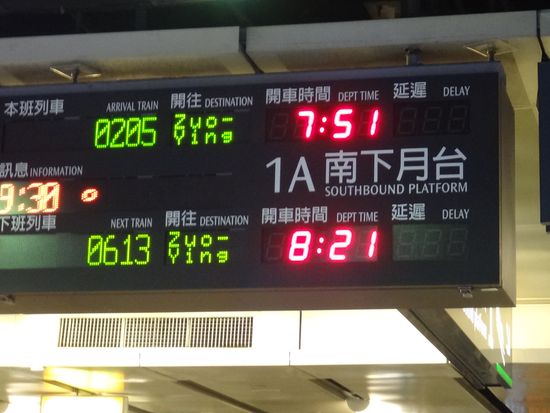 本班列車 ARRIVAL TRAIN 開往 DESTINATION 開車時間 DEPT TIME 延遲 DELAY
0205 Zuo-Ying 7:51
訊息 INFORMATION 1A 南下月台
SOUTHBOUND PLATFORM
9:30
下班列車 NEXT TRAIN 開往 DESTINATION 開車時間 DEPT TIME 延遲 DELAY
0613 Zuo-Ying 8:21